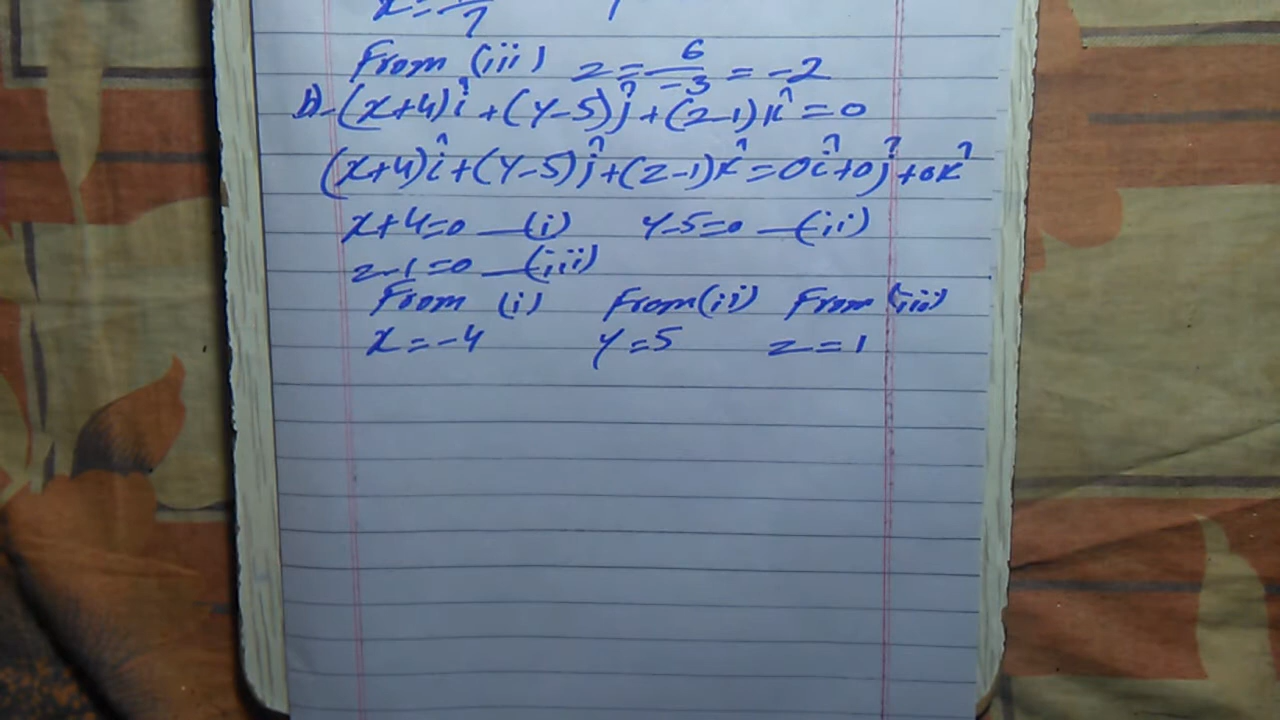 x=—/7
From (iii) z = 6/-3 = -2
D-(x+4)î+(y-5)ĵ+(z-1)k̂=0
(x+4)î+(y-5)ĵ+(z-1)k̂=0î+0ĵ+0k̂
x+4=0 —(i) y-5=0 —(ii)
z-1=0 —(iii)
From (i) From (ii) From (iii)
x=-4 y=5 z=1